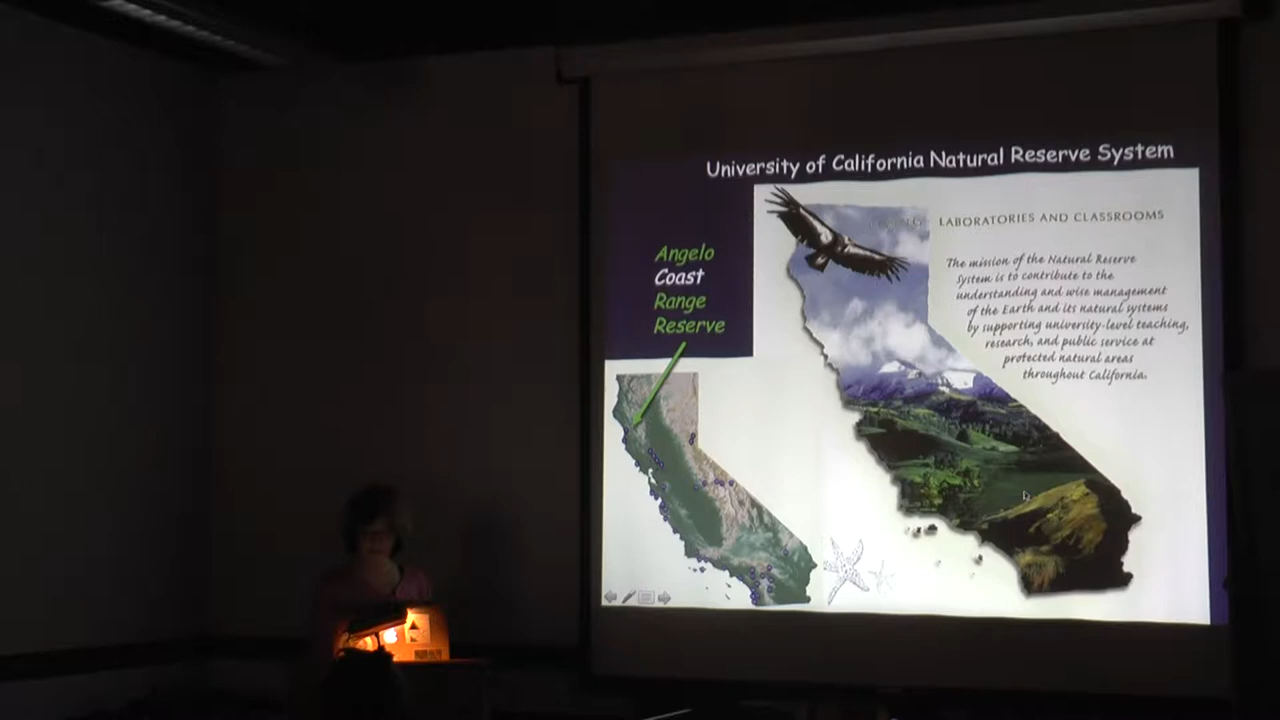 University of California Natural Reserve System
LABORATORIES AND CLASSROOMS
Angelo
Coast
Range
Reserve
The mission of the Natural Reserve
System is to contribute to the
understanding and wise management
of the Earth and its natural systems
by supporting university-level teaching,
research, and public service at
protected natural areas
throughout California.